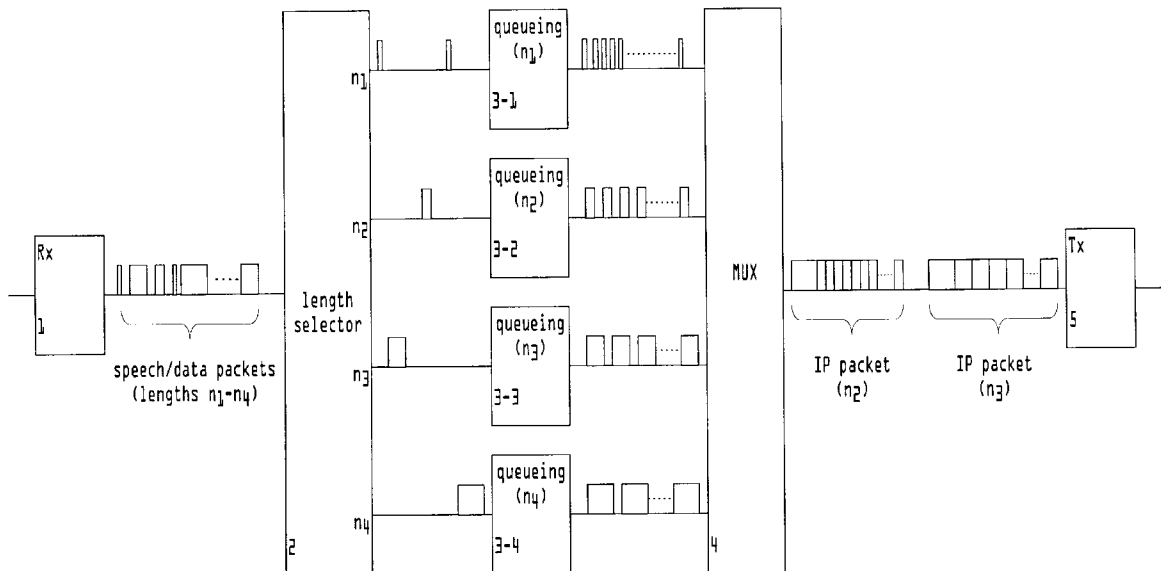 Rx
1
speech/data packets
(lengths n1-n4)
length
selector
2
n1
n2
n3
n4
queueing
(n1)
3-1
queueing
(n2)
3-2
queueing
(n3)
3-3
queueing
(n4)
3-4
MUX
4
IP packet
(n2)
IP packet
(n3)
Tx
5